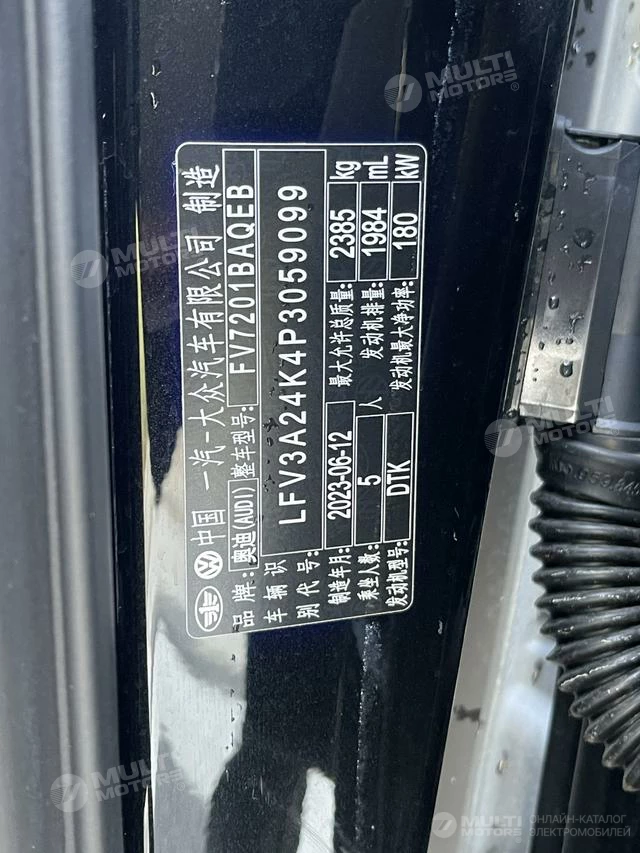 中国 一汽-大众汽车有限公司 制造
品牌: 奥迪(AUDI) 整车型号: FV7201BAQEB
车辆识别代号: LFV3A24K4P3059099
制造年月: 2023-06-12 最大允许总质量: 2385 kg
乘坐人数: 5 人 发动机排量: 1984 mL
发动机型号: DTK 发动机最大净功率: 180 kW
MULTI MOTORS®
MULTI MOTORS
MULTI MOTORS
MULTI MOTORS
MULTI MOTORS
ОНЛАЙН-КАТАЛОГ
ЭЛЕКТРОМОБИЛЕЙ